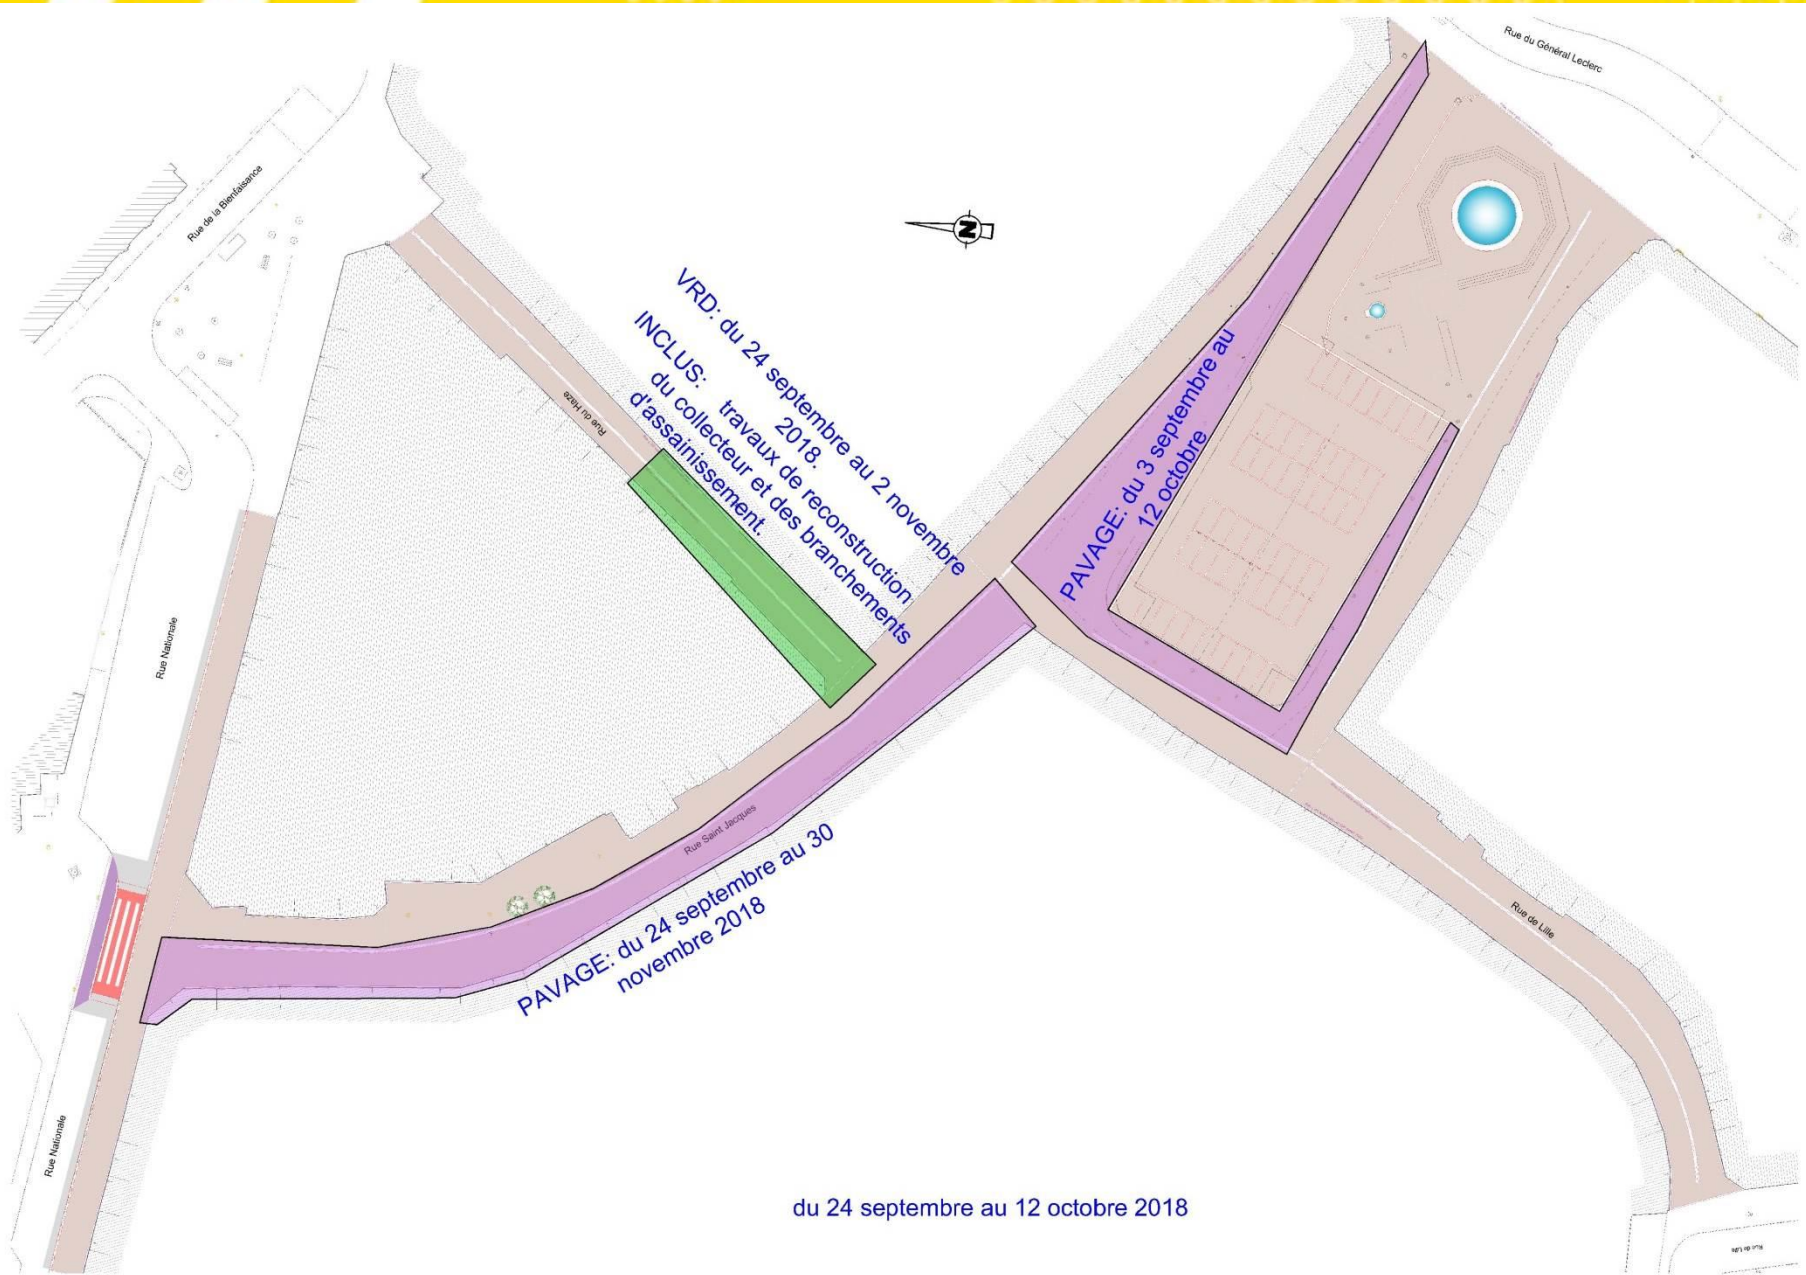 Rue du Général Leclerc
Rue de la Bienfaisance
N
VRD: du 24 septembre au 2 novembre
2018.
INCLUS: travaux de reconstruction
du collecteur et des branchements
d'assainissement.
Rue du Haze
PAVAGE: du 3 septembre au
12 octobre
Rue Nationale
Rue Saint Jacques
PAVAGE: du 24 septembre au 30
novembre 2018
Rue de Lille
Rue Nationale
du 24 septembre au 12 octobre 2018
Rue de Lille